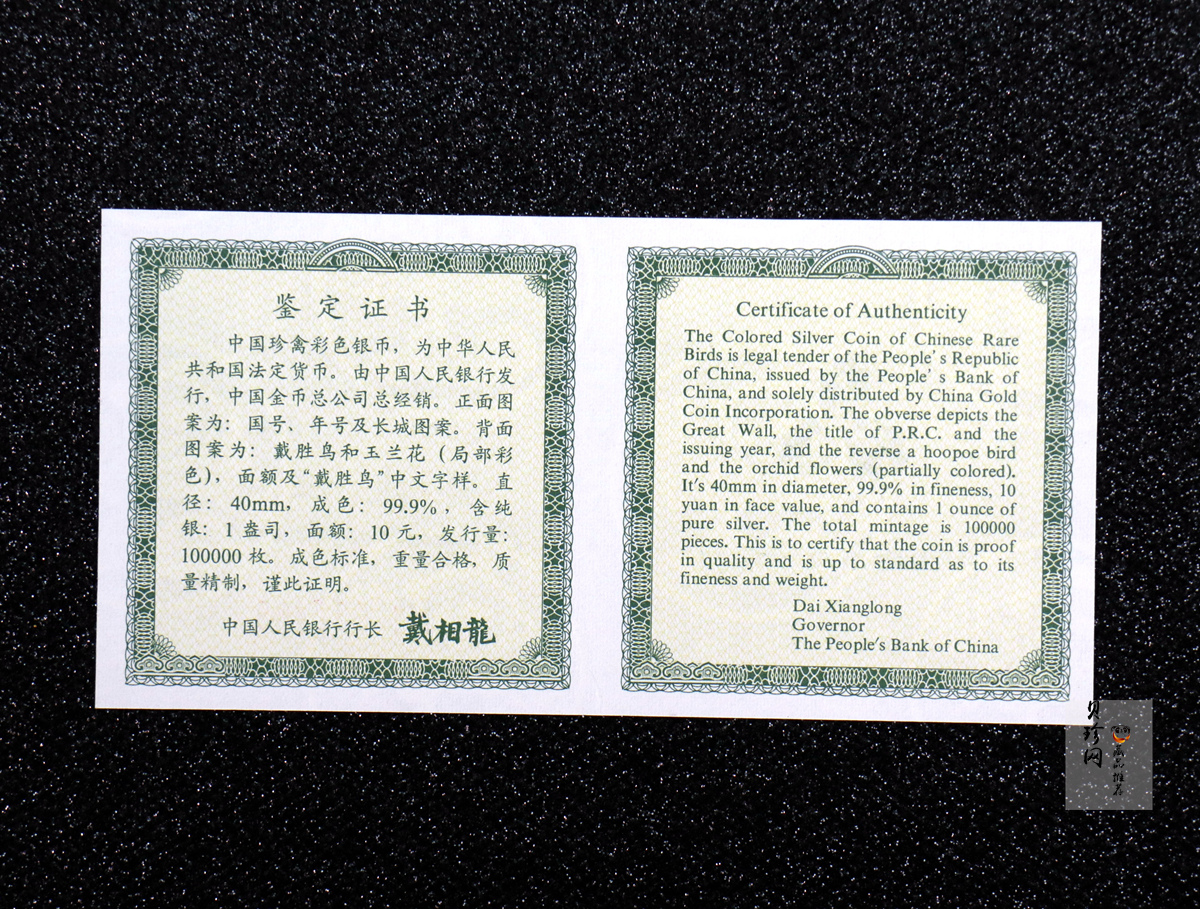 鉴定证书
中国珍禽彩色银币，为中华人民
共和国法定货币。由中国人民银行发
行，中国金币总公司总经销。正面图
案为：国号、年号及长城图案。背面
图案为：戴胜鸟和玉兰花（局部彩
色），面额及“戴胜鸟”中文字样。直
径：40mm，成色：99.9%，含纯
银：1盎司，面额：10元，发行量：
100000枚。成色标准，重量合格，质
量精制，谨此证明。
中国人民银行行长 戴相龍
Certificate of Authenticity
The Colored Silver Coin of Chinese Rare
Birds is legal tender of the People's Republic
of China, issued by the People's Bank of
China, and solely distributed by China Gold
Coin Incorporation. The obverse depicts the
Great Wall, the title of P.R.C. and the
issuing year, and the reverse a hoopoe bird
and the orchid flowers (partially colored).
It's 40mm in diameter, 99.9% in fineness, 10
yuan in face value, and contains 1 ounce of
pure silver. The total mintage is 100000
pieces. This is to certify that the coin is proof
in quality and is up to standard as to its
fineness and weight.
Dai Xianglong
Governor
The People's Bank of China
贝珍网